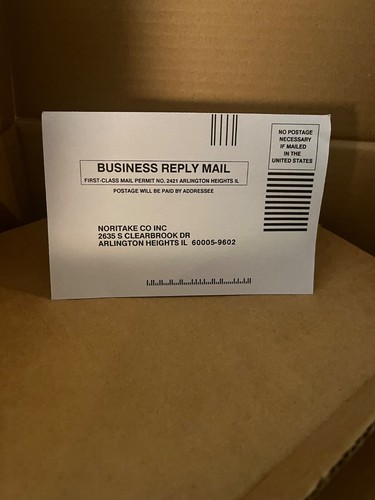 NO POSTAGE
NECESSARY
IF MAILED
IN THE
UNITED STATES
BUSINESS REPLY MAIL
FIRST-CLASS MAIL PERMIT NO. 2421 ARLINGTON HEIGHTS IL
POSTAGE WILL BE PAID BY ADDRESSEE
NORITAKE CO INC
2635 S CLEARBROOK DR
ARLINGTON HEIGHTS IL 60005-9602